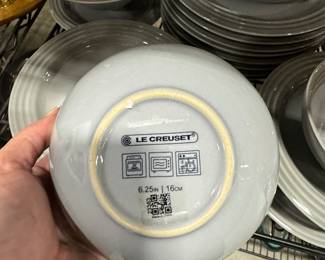 LE CREUSET
6.25IN | 16CM